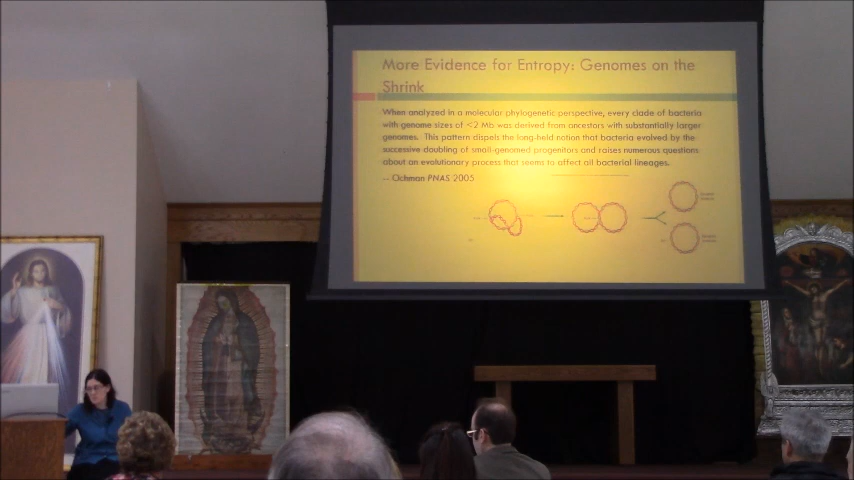 More Evidence for Entropy: Genomes on the
Shrink
When analyzed in a molecular phylogenetic perspective, every clade of bacteria
with genome sizes of <2 Mb was derived from ancestors with substantially larger
genomes. This pattern dispels the long-held notion that bacteria evolved by the
successive doubling of small-genomed progenitors and raises numerous questions
about an evolutionary process that seems to affect all bacterial lineages.
-- Ochman PNAS 2005